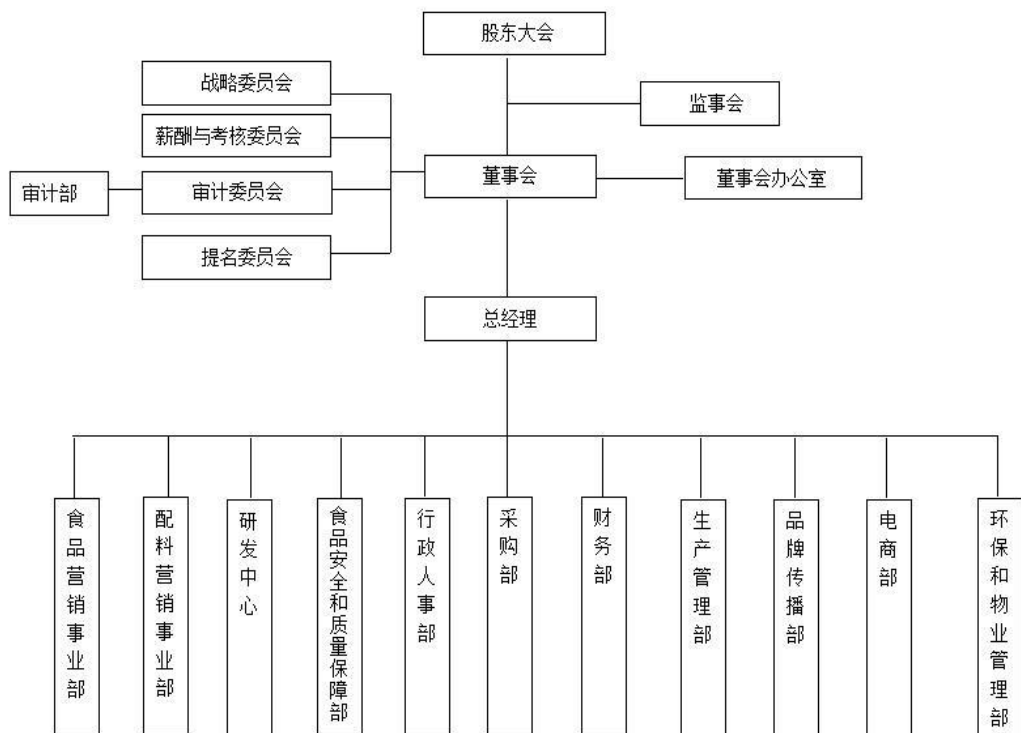 股东大会
战略委员会
监事会
薪酬与考核委员会
董事会
董事会办公室
审计部
审计委员会
提名委员会
总经理
食品营销事业部
配料营销事业部
研发中心
食品安全和质量保障部
行政人事部
采购部
财务部
生产管理部
品牌传播部
电商部
环保和物业管理部